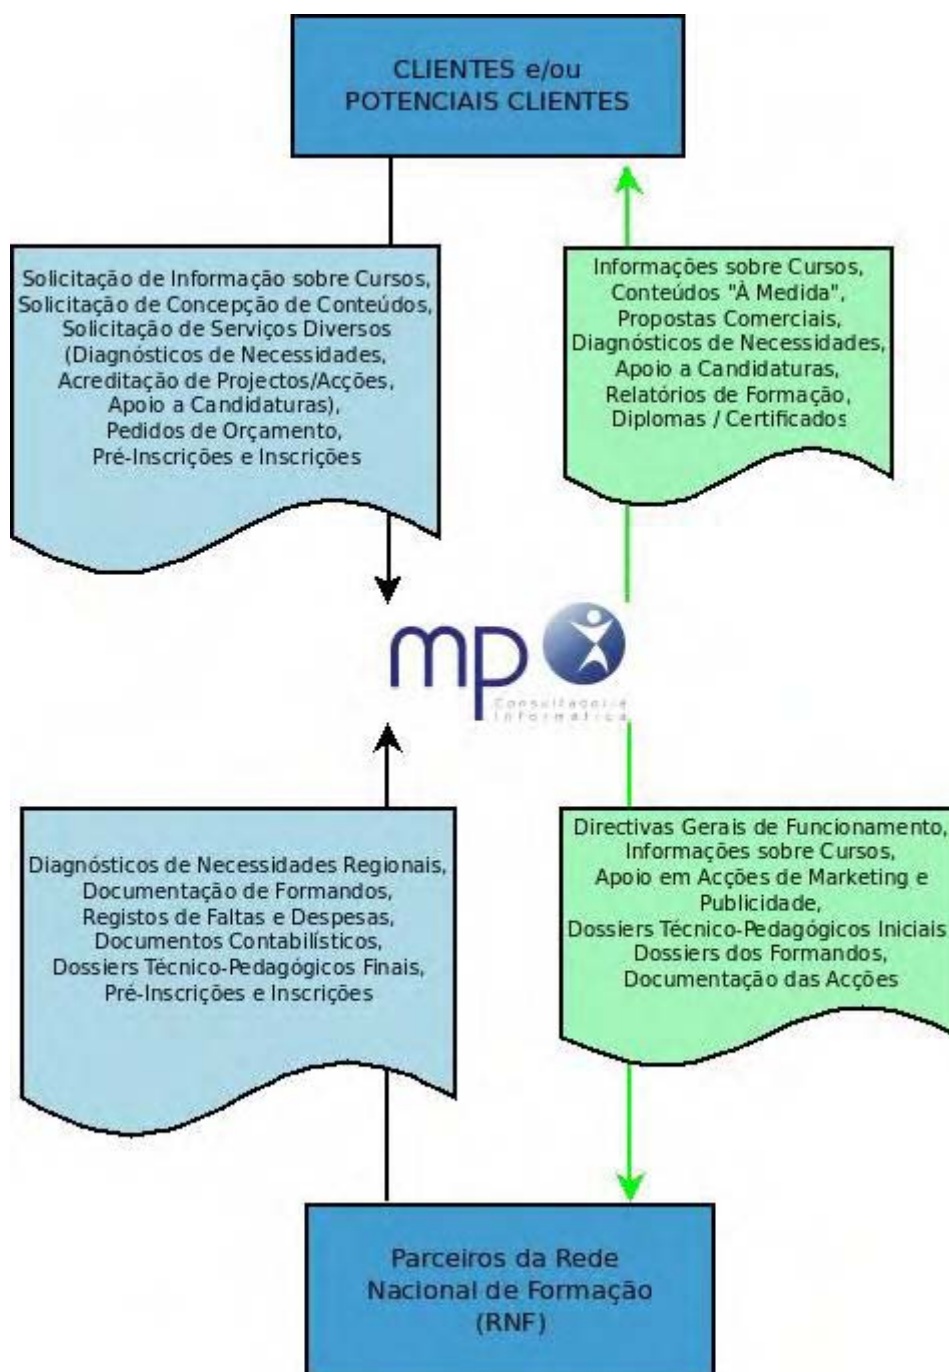 CLIENTES e/ou
POTENCIAIS CLIENTES
Solicitação de Informação sobre Cursos,
Solicitação de Concepção de Conteúdos,
Solicitação de Serviços Diversos
(Diagnósticos de Necessidades,
Acreditação de Projectos/Acções,
Apoio a Candidaturas),
Pedidos de Orçamento,
Pré-Inscrições e Inscrições
Informações sobre Cursos,
Conteúdos "À Medida",
Propostas Comerciais,
Diagnósticos de Necessidades,
Apoio a Candidaturas,
Relatórios de Formação,
Diplomas / Certificados
mp
Consultadoria
Informática
Diagnósticos de Necessidades Regionais,
Documentação de Formandos,
Registos de Faltas e Despesas,
Documentos Contabilísticos,
Dossiers Técnico-Pedagógicos Finais,
Pré-Inscrições e Inscrições
Directivas Gerais de Funcionamento,
Informações sobre Cursos,
Apoio em Acções de Marketing e
Publicidade,
Dossiers Técnico-Pedagógicos Iniciais
Dossiers dos Formandos,
Documentação das Acções
Parceiros da Rede
Nacional de Formação
(RNF)